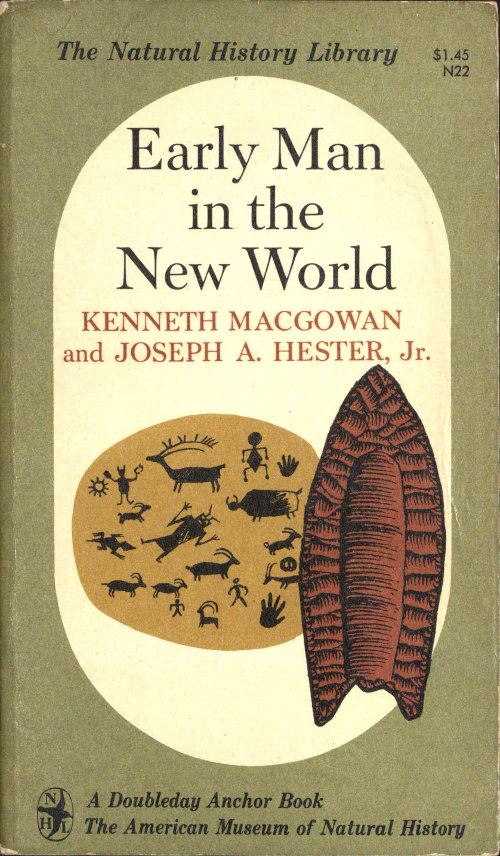 The Natural History Library
$1.45
N22
Early Man
in the
New World
KENNETH MACGOWAN
and JOSEPH A. HESTER, Jr.
N
H L
A Doubleday Anchor Book
The American Museum of Natural History